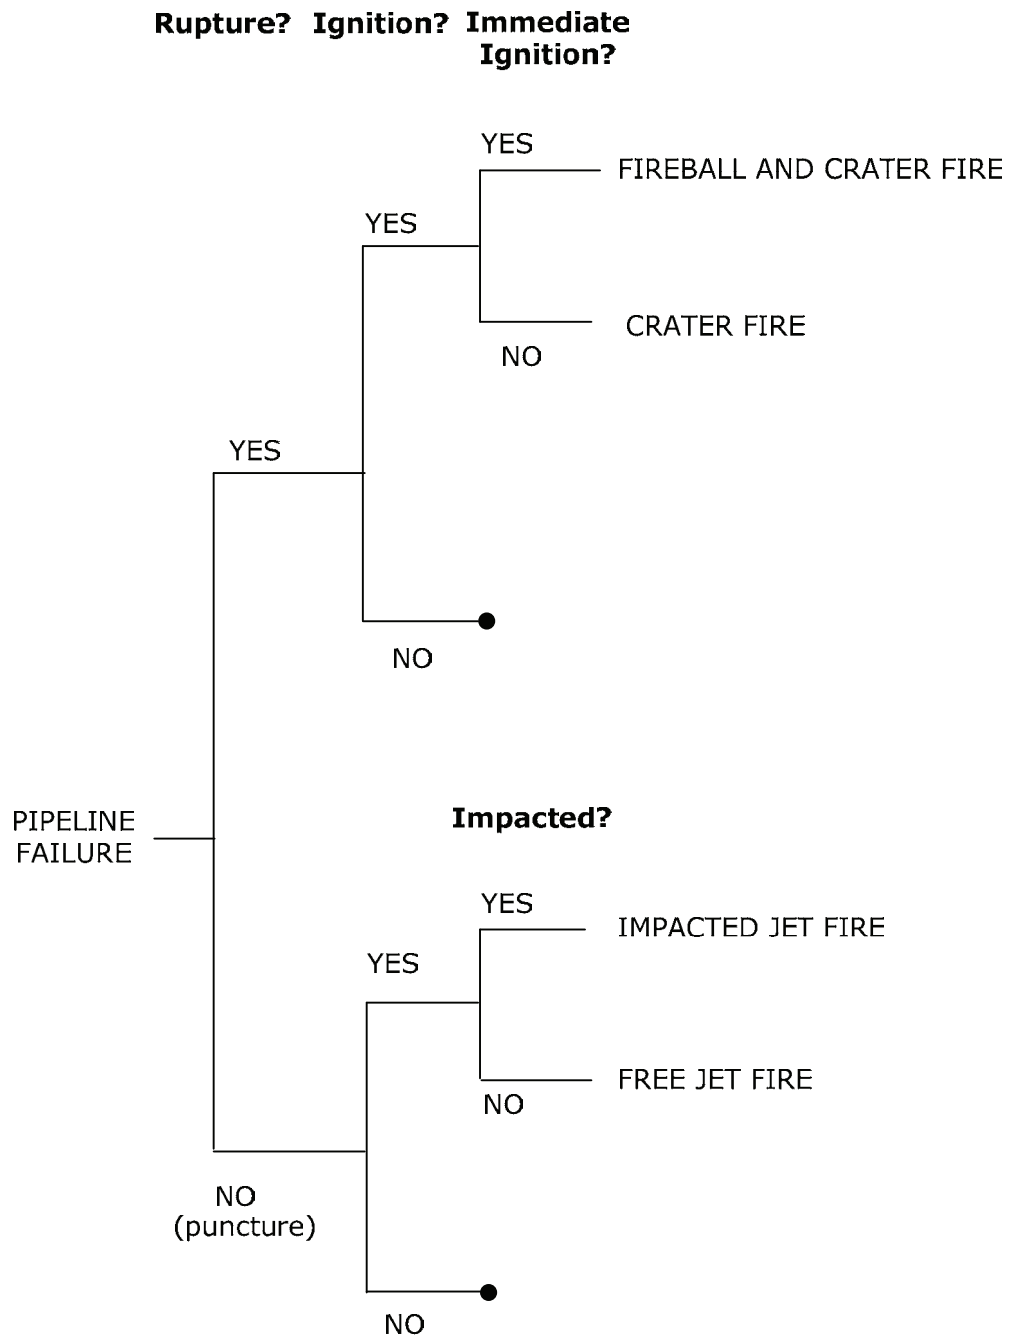 Rupture? Ignition? Immediate
Ignition?
YES
FIREBALL AND CRATER FIRE
YES
CRATER FIRE
NO
YES
NO
Impacted?
PIPELINE
FAILURE
YES
IMPACTED JET FIRE
YES
FREE JET FIRE
NO
NO
(puncture)
NO